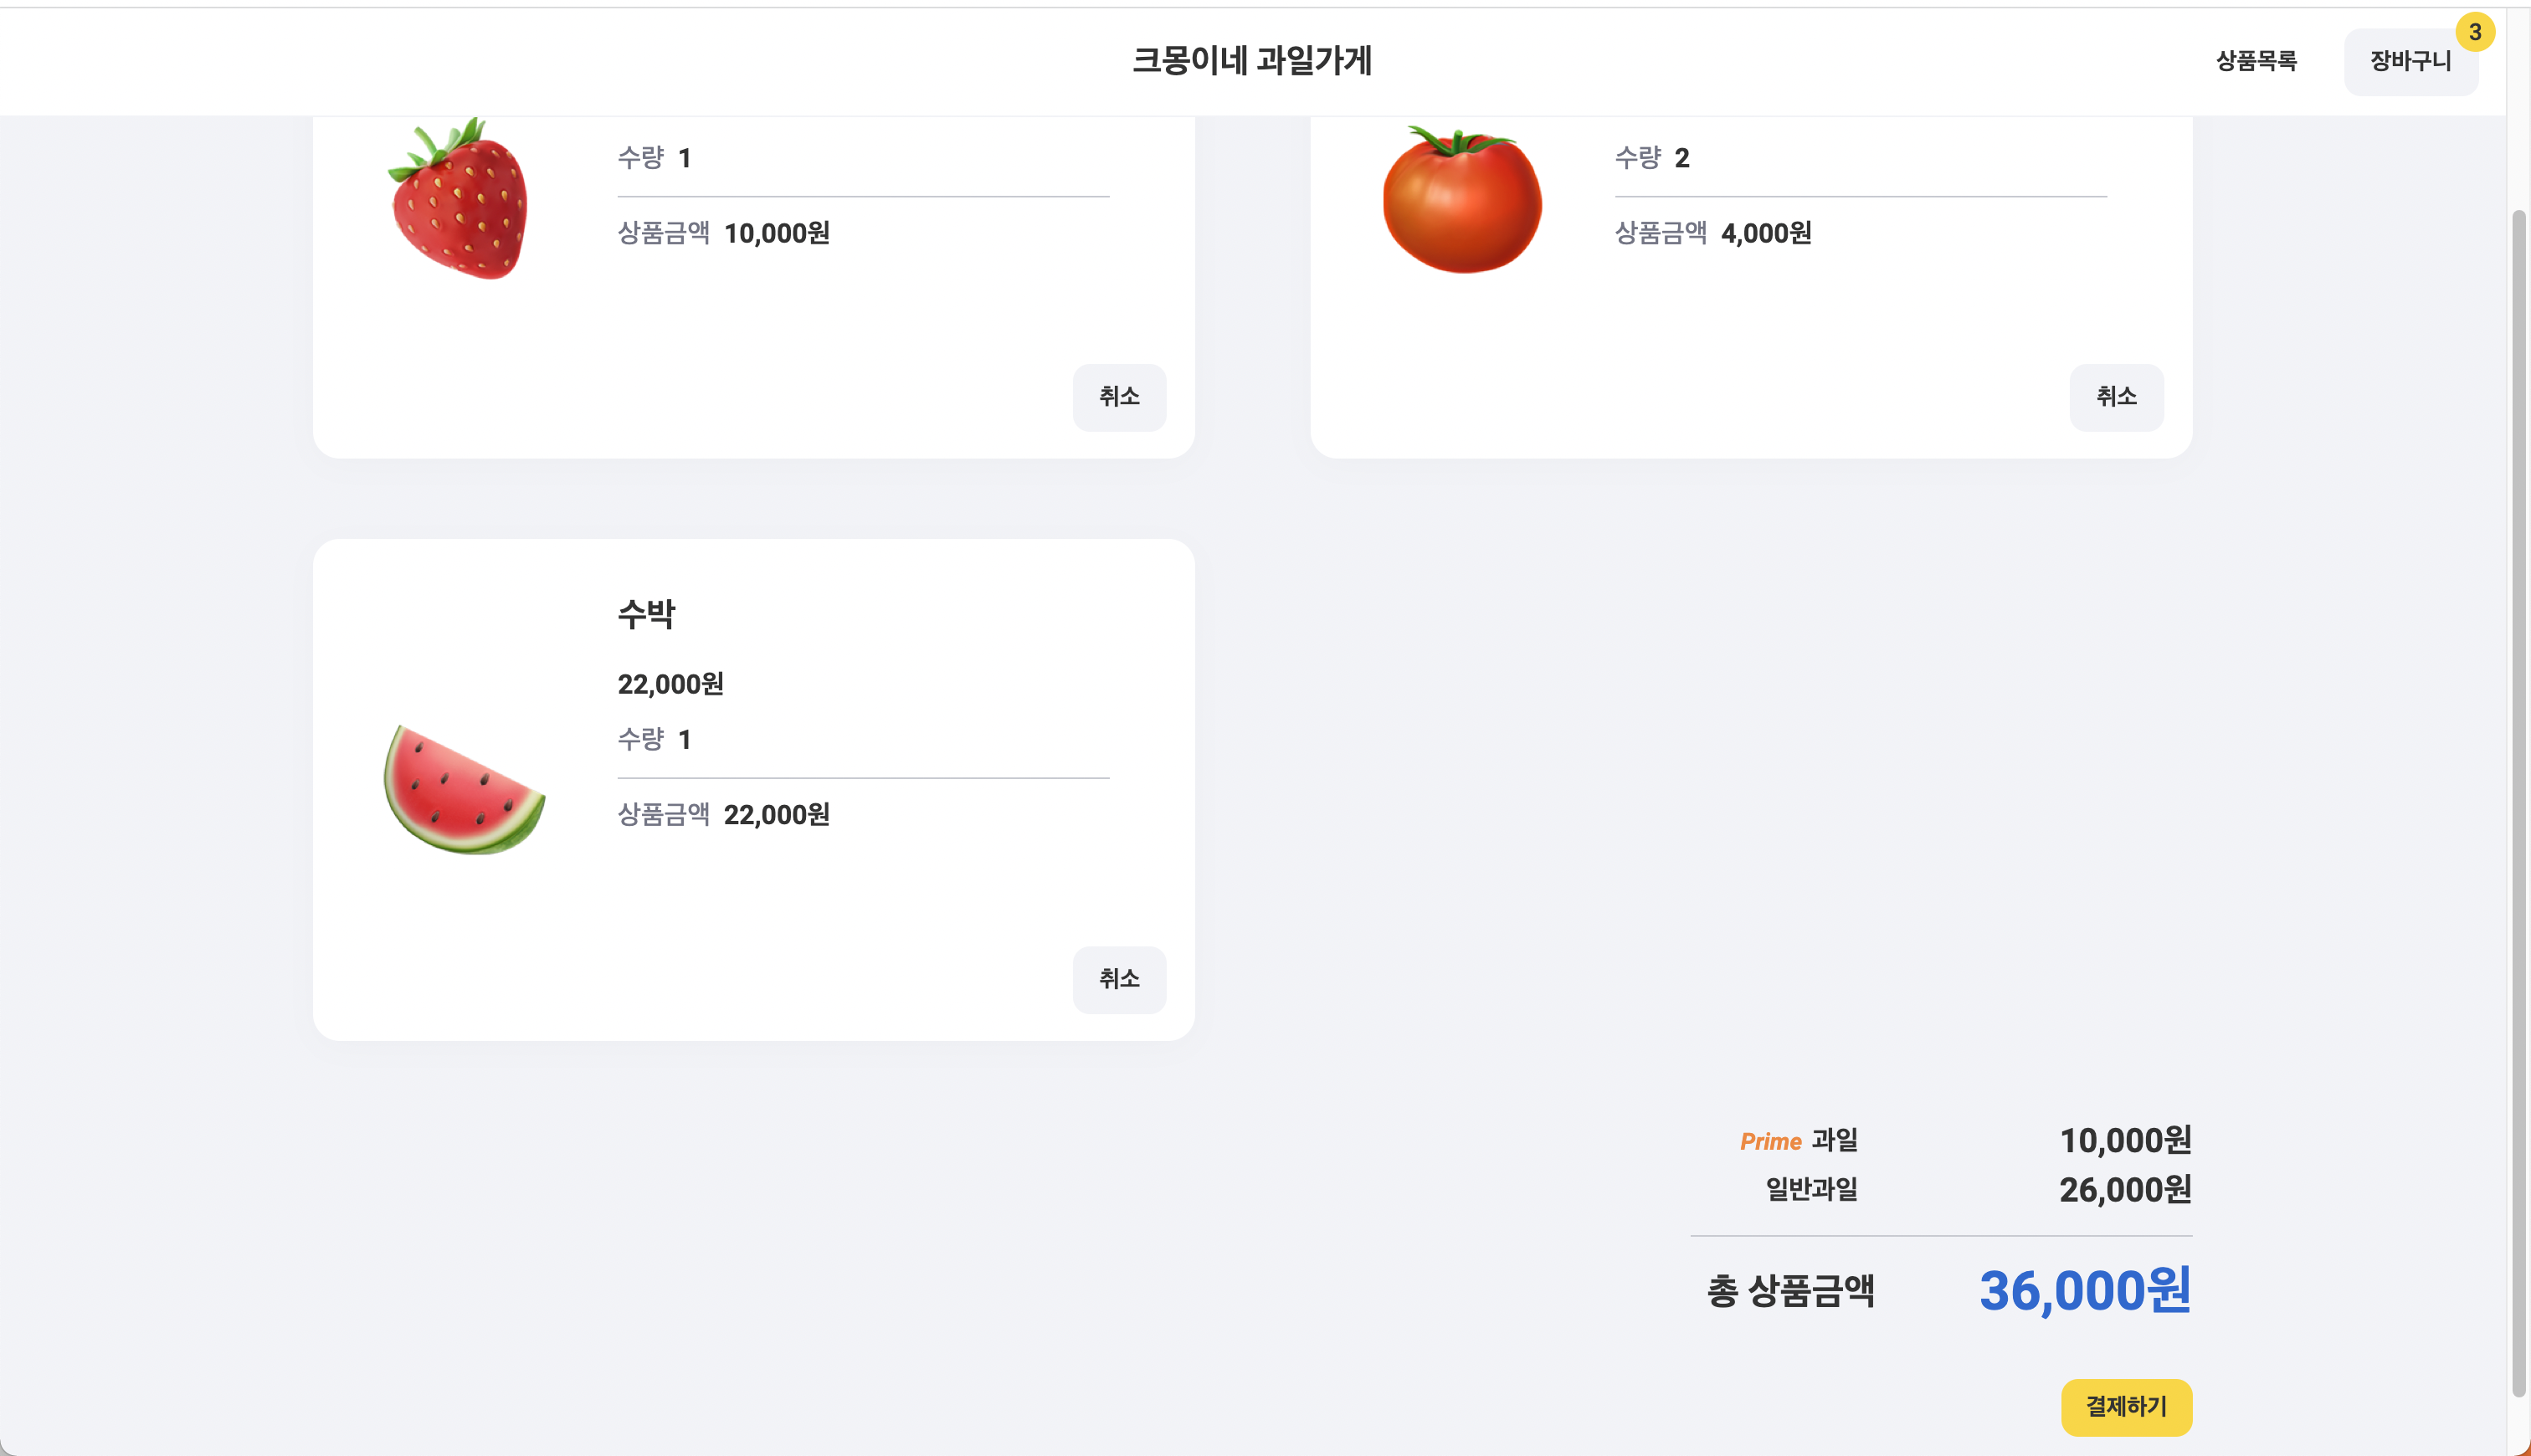 크몽이네 과일가게
상품목록
장바구니
3
수량 1
상품금액 10,000원
취소
수량 2
상품금액 4,000원
취소
수박
22,000원
수량 1
상품금액 22,000원
취소
Prime 과일 10,000원
일반과일 26,000원
총 상품금액 36,000원
결제하기